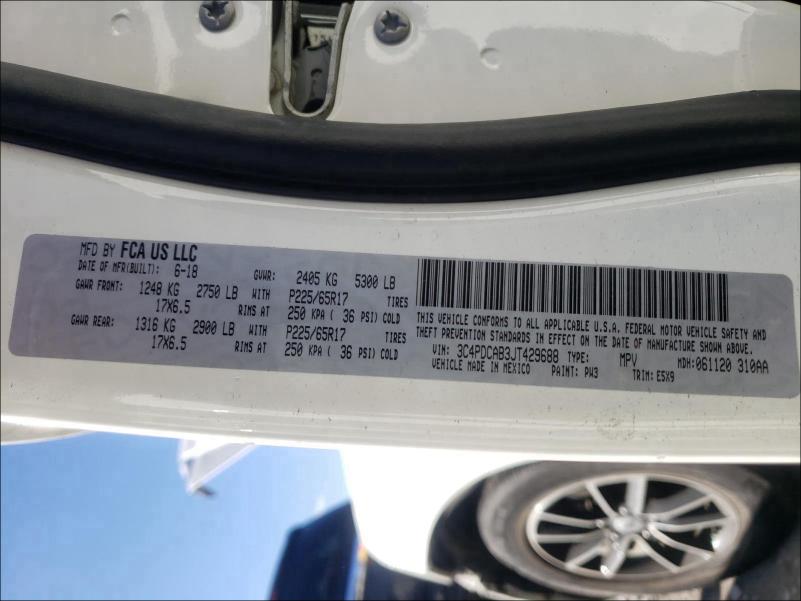 MFD BY FCA US LLC
DATE OF MFR(BUILT): 6-18 GVWR: 2405 KG 5300 LB
GAWR FRONT: 1248 KG 2750 LB WITH P225/65R17 TIRES
17X6.5 RIMS AT 250 KPA ( 36 PSI) COLD
GAWR REAR: 1316 KG 2900 LB WITH P225/65R17 TIRES
17X6.5 RIMS AT 250 KPA ( 36 PSI) COLD
THIS VEHICLE CONFORMS TO ALL APPLICABLE U.S.A. FEDERAL MOTOR VEHICLE SAFETY AND
THEFT PREVENTION STANDARDS IN EFFECT ON THE DATE OF MANUFACTURE SHOWN ABOVE.
VIN: 3C4PDCAB3JT429688 TYPE: MPV MDH:061120 310AA
VEHICLE MADE IN MEXICO PAINT: PW3 TRIM: E5X9